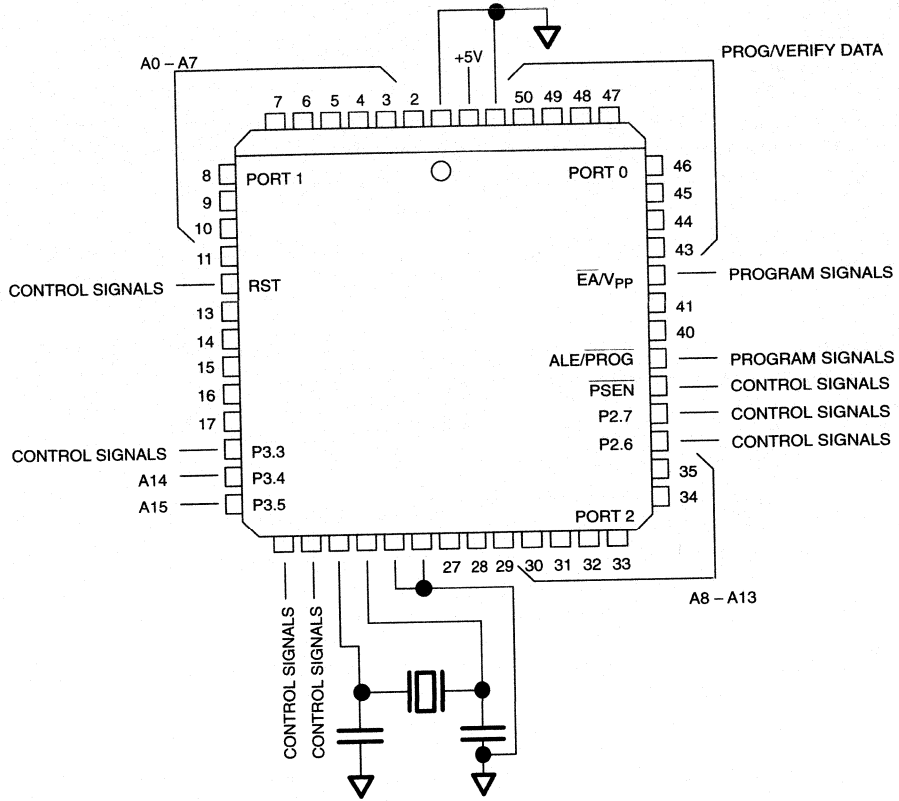 +5V
PROG/VERIFY DATA
A0 – A7
7 6 5 4 3 2 50 49 48 47
8 PORT 1 PORT 0 46
9 45
10 44
11 43
CONTROL SIGNALS RST EA/VPP PROGRAM SIGNALS
13 41
14 40
15 ALE/PROG PROGRAM SIGNALS
16 PSEN CONTROL SIGNALS
17 P2.7 CONTROL SIGNALS
CONTROL SIGNALS P3.3 P2.6 CONTROL SIGNALS
A14 P3.4 35
A15 P3.5 34
PORT 2
27 28 29 30 31 32 33
A8 – A13
CONTROL SIGNALS
CONTROL SIGNALS